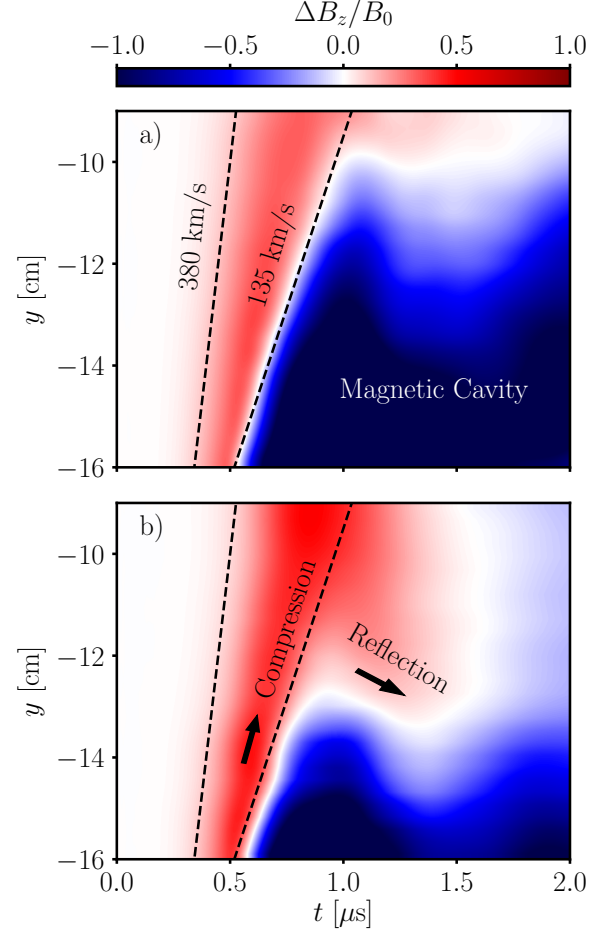 ΔB_z/B_0
−1.0 −0.5 0.0 0.5 1.0
a)
380 km/s
135 km/s
Magnetic Cavity
y [cm]
−10
−12
−14
−16
b)
Compression
Reflection
y [cm]
−10
−12
−14
−16
0.0 0.5 1.0 1.5 2.0
t [μs]